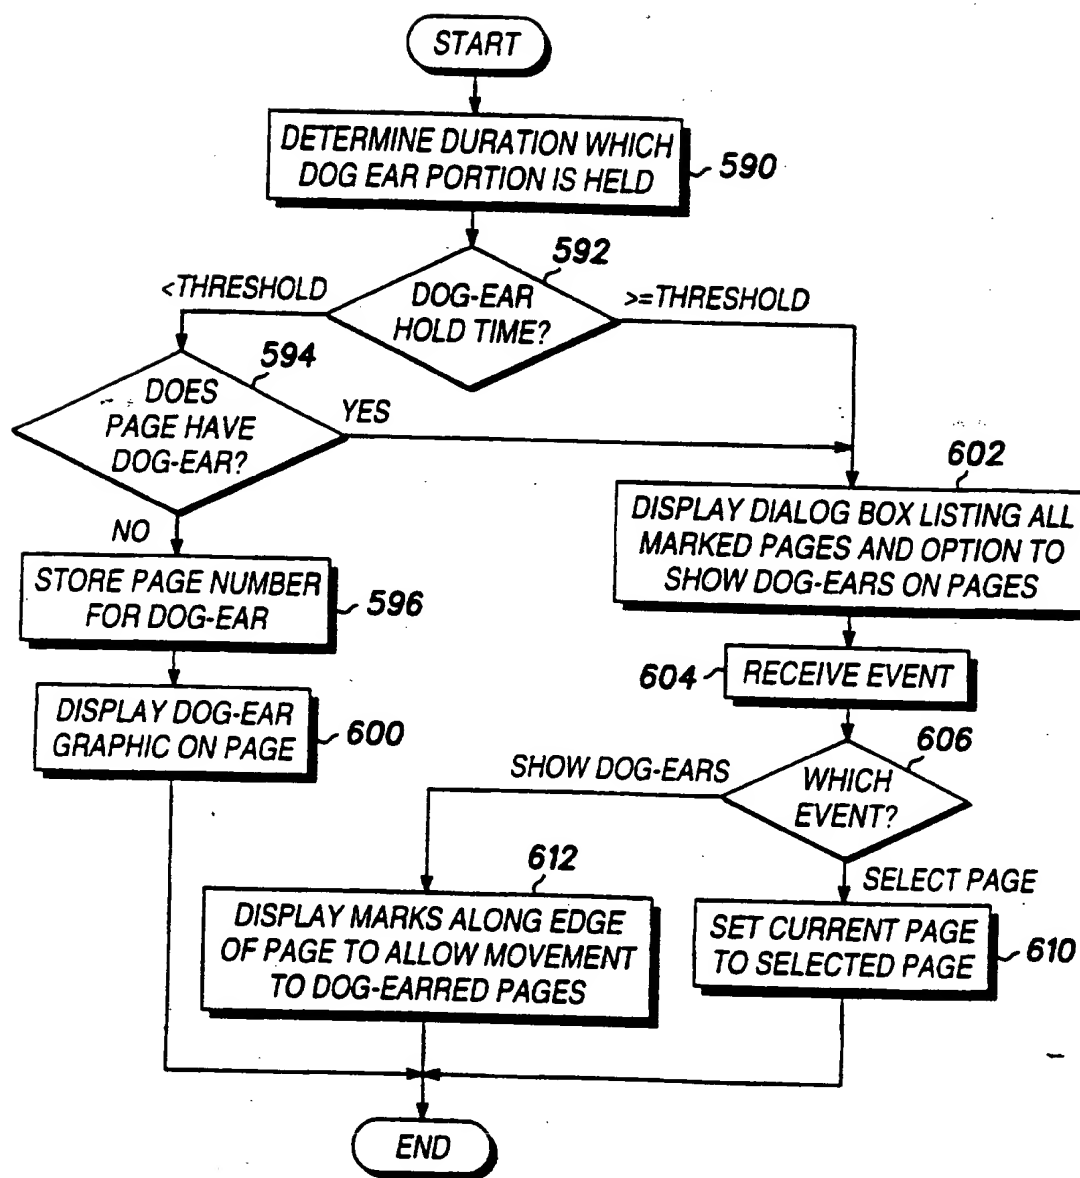 START
DETERMINE DURATION WHICH
DOG EAR PORTION IS HELD
590
592
<THRESHOLD
DOG-EAR
HOLD TIME?
>=THRESHOLD
594
DOES
PAGE HAVE
DOG-EAR?
YES
NO
602
DISPLAY DIALOG BOX LISTING ALL
MARKED PAGES AND OPTION TO
SHOW DOG-EARS ON PAGES
STORE PAGE NUMBER
FOR DOG-EAR
596
604
RECEIVE EVENT
DISPLAY DOG-EAR
GRAPHIC ON PAGE
600
606
SHOW DOG-EARS
WHICH
EVENT?
SELECT PAGE
612
DISPLAY MARKS ALONG EDGE
OF PAGE TO ALLOW MOVEMENT
TO DOG-EARRED PAGES
SET CURRENT PAGE
TO SELECTED PAGE
610
END